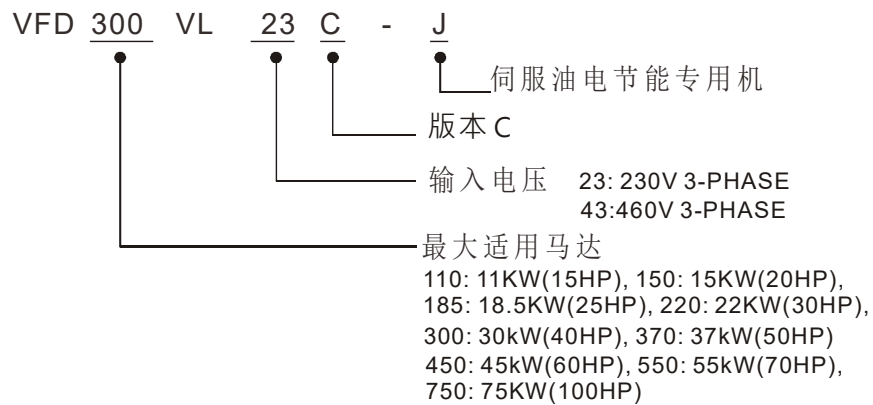 VFD 300 VL 23 C - J
伺服油电节能专用机
版本C
输入电压 23: 230V 3-PHASE
43:460V 3-PHASE
最大适用马达
110: 11KW(15HP), 150: 15KW(20HP),
185: 18.5KW(25HP), 220: 22KW(30HP),
300: 30kW(40HP), 370: 37kW(50HP)
450: 45kW(60HP), 550: 55kW(70HP),
750: 75KW(100HP)